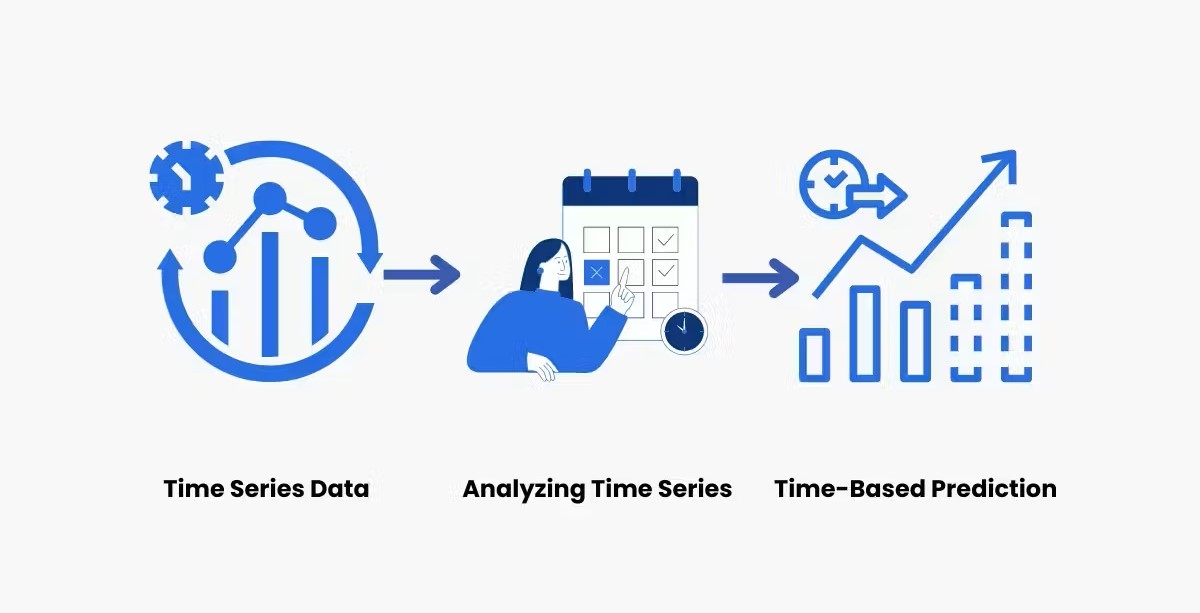 Time Series Data
Analyzing Time Series
Time-Based Prediction